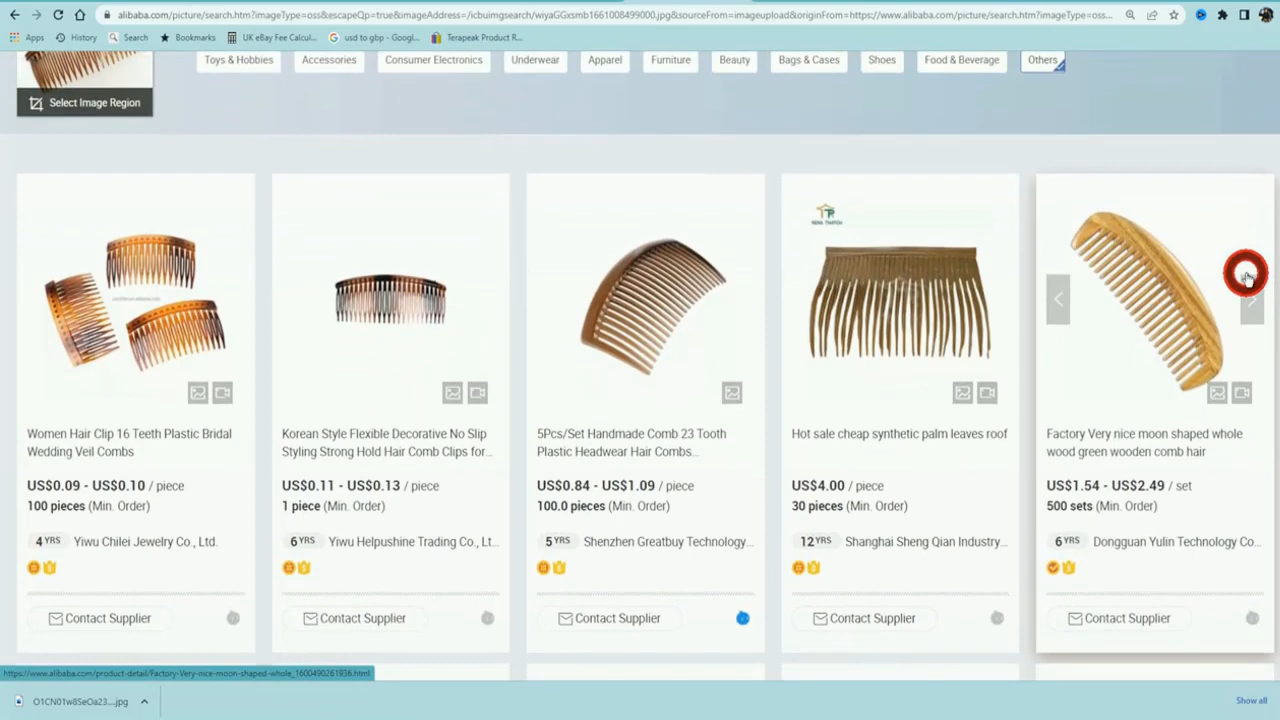 alibaba.com/picture/search.htm?imageType=oss&escapeQp=true&imageAddress=/icbuimgsearch/wiyaGGxsmb1661008499000.jpg&sourceFrom=imageupload&originFrom=https://www.alibaba.com/picture/search.htm?imageType=oss...
Apps History Search Bookmarks UK eBay Fee Calcul... usd to gbp - Googl... Terapeak Product R...
Toys & Hobbies Accessories Consumer Electronics Underwear Apparel Furniture Beauty Bags & Cases Shoes Food & Beverage Others
Select Image Region
Women Hair Clip 16 Teeth Plastic Bridal
Wedding Veil Combs
US$0.09 - US$0.10 / piece
100 pieces (Min. Order)
4 YRS Yiwu Chilei Jewelry Co., Ltd.
Contact Supplier
Korean Style Flexible Decorative No Slip
Styling Strong Hold Hair Comb Clips for...
US$0.11 - US$0.13 / piece
1 piece (Min. Order)
6 YRS Yiwu Helpushine Trading Co., Lt...
Contact Supplier
5Pcs/Set Handmade Comb 23 Tooth
Plastic Headwear Hair Combs...
US$0.84 - US$1.09 / piece
100.0 pieces (Min. Order)
5 YRS Shenzhen Greatbuy Technology...
Contact Supplier
Hot sale cheap synthetic palm leaves roof
US$4.00 / piece
30 pieces (Min. Order)
12 YRS Shanghai Sheng Qian Industry...
Contact Supplier
Factory Very nice moon shaped whole
wood green wooden comb hair
US$1.54 - US$2.49 / set
500 sets (Min. Order)
6 YRS Dongguan Yulin Technology Co...
Contact Supplier
https://www.alibaba.com/product-detail/Factory-Very-nice-moon-shaped-whole_1600490261936.html
O1CN01w8SeOa23....jpg
Show all